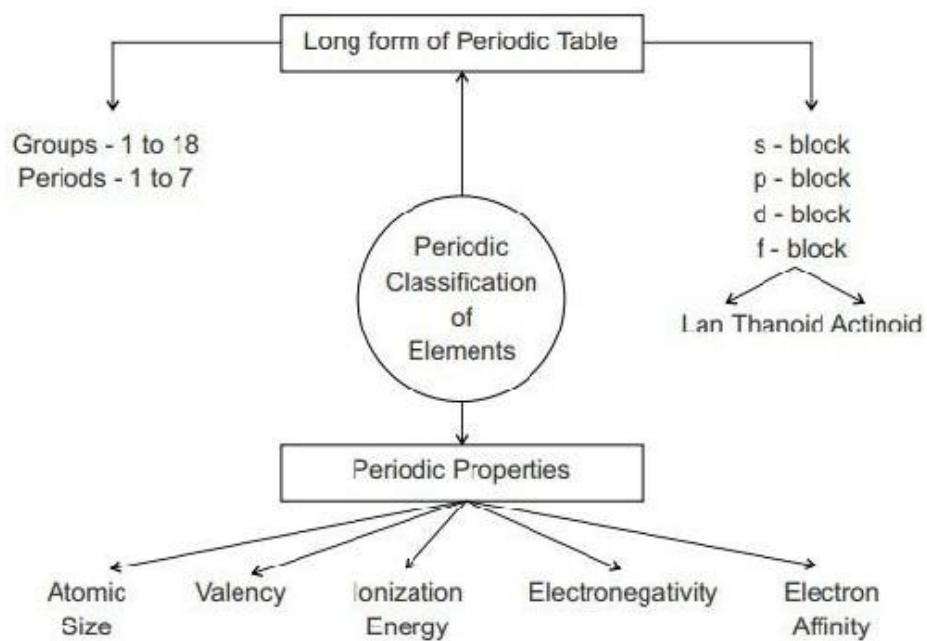 Long form of Periodic Table
Groups - 1 to 18
Periods - 1 to 7
s - block
p - block
d - block
f - block
Lan Thanoid Actinoid
Periodic
Classification
of
Elements
Periodic Properties
Atomic
Size
Valency
Ionization
Energy
Electronegativity
Electron
Affinity